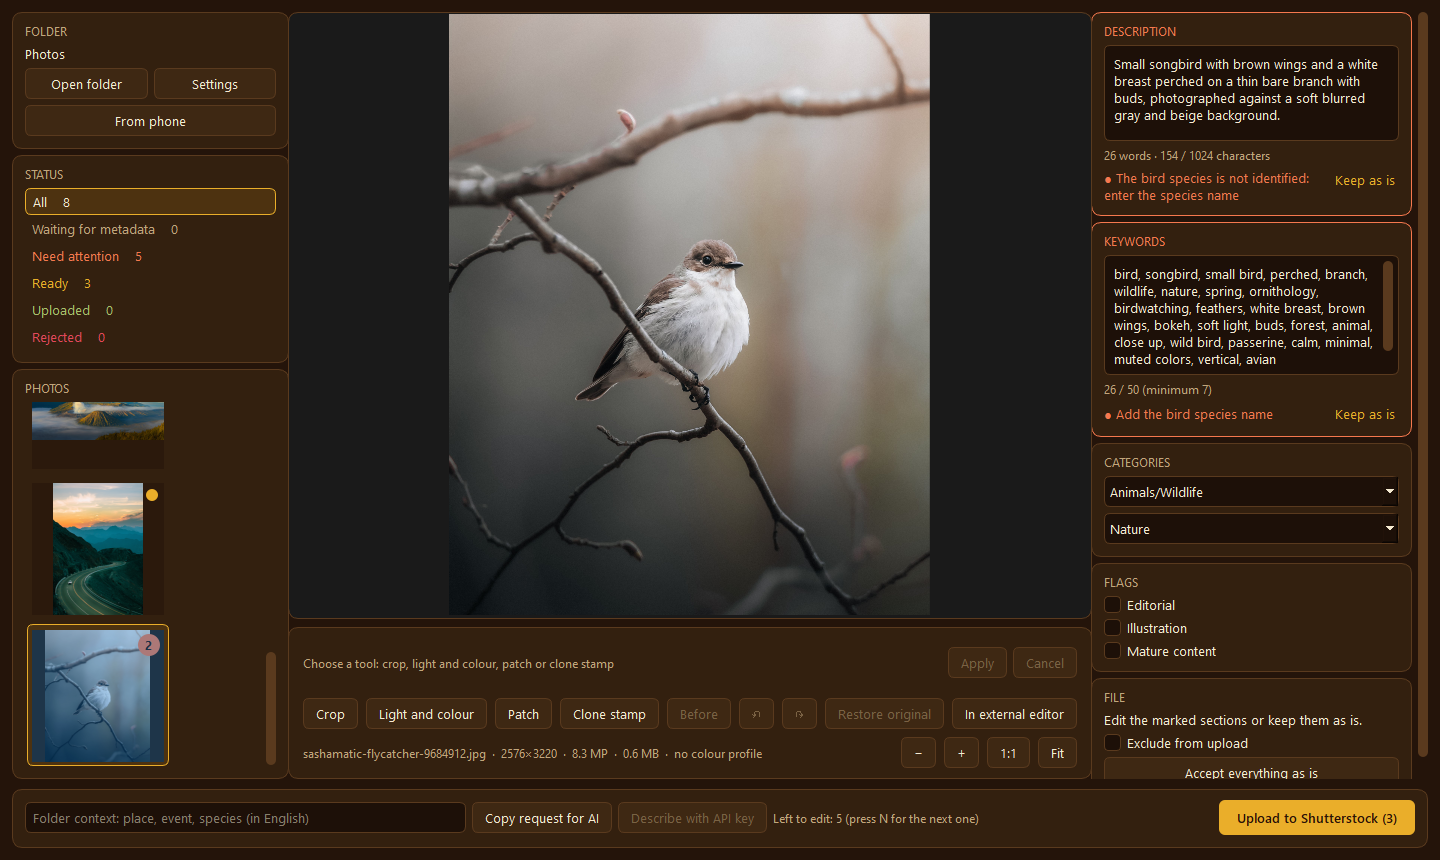 FOLDER
Photos
Open folder
Settings
From phone
STATUS
All 8
Waiting for metadata 0
Need attention 5
Ready 3
Uploaded 0
Rejected 0
PHOTOS
2
Choose a tool: crop, light and colour, patch or clone stamp
Apply
Cancel
Crop
Light and colour
Patch
Clone stamp
Before
Restore original
In external editor
sashamatic-flycatcher-9684912.jpg · 2576×3220 · 8.3 MP · 0.6 MB · no colour profile
−
+
1:1
Fit
DESCRIPTION
Small songbird with brown wings and a white
breast perched on a thin bare branch with
buds, photographed against a soft blurred
gray and beige background.
26 words · 154 / 1024 characters
● The bird species is not identified:
enter the species name
Keep as is
KEYWORDS
bird, songbird, small bird, perched, branch,
wildlife, nature, spring, ornithology,
birdwatching, feathers, white breast, brown
wings, bokeh, soft light, buds, forest, animal,
close up, wild bird, passerine, calm, minimal,
muted colors, vertical, avian
26 / 50 (minimum 7)
● Add the bird species name
Keep as is
CATEGORIES
Animals/Wildlife
Nature
FLAGS
Editorial
Illustration
Mature content
FILE
Edit the marked sections or keep them as is.
Exclude from upload
Accept everything as is
Folder context: place, event, species (in English)
Copy request for AI
Describe with API key
Left to edit: 5 (press N for the next one)
Upload to Shutterstock (3)